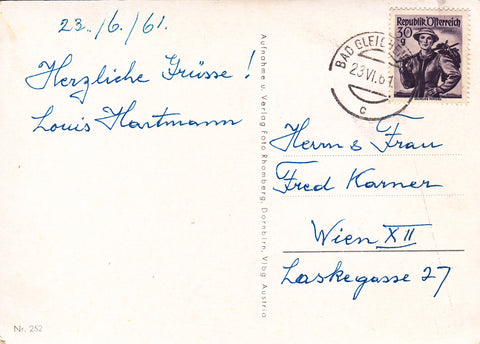 23./6./61.
Herzliche Grüsse!
Louis Hartmann
Aufnahme u. Verlag Foto Rhomberg, Dornbirn, Vlbg Austria
Nr. 252
Republik Österreich
30
g
BAD GLEICH
23.VI.61
c
Herrn & Frau
Fred Karner
Wien XII
Laskegasse 27